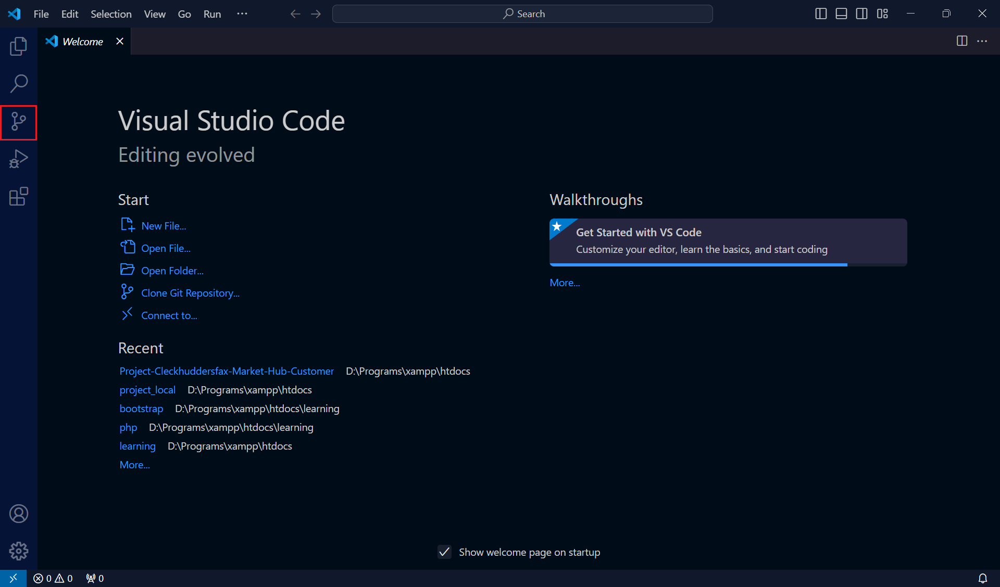 File Edit Selection View Go Run ··· Search
Welcome
Visual Studio Code
Editing evolved
Start
New File...
Open File...
Open Folder...
Clone Git Repository...
Connect to...
Recent
Project-Cleckhuddersfax-Market-Hub-Customer D:\Programs\xampp\htdocs
project_local D:\Programs\xampp\htdocs
bootstrap D:\Programs\xampp\htdocs\learning
php D:\Programs\xampp\htdocs\learning
learning D:\Programs\xampp\htdocs
More...
Walkthroughs
Get Started with VS Code
Customize your editor, learn the basics, and start coding
More...
Show welcome page on startup
0 0 0